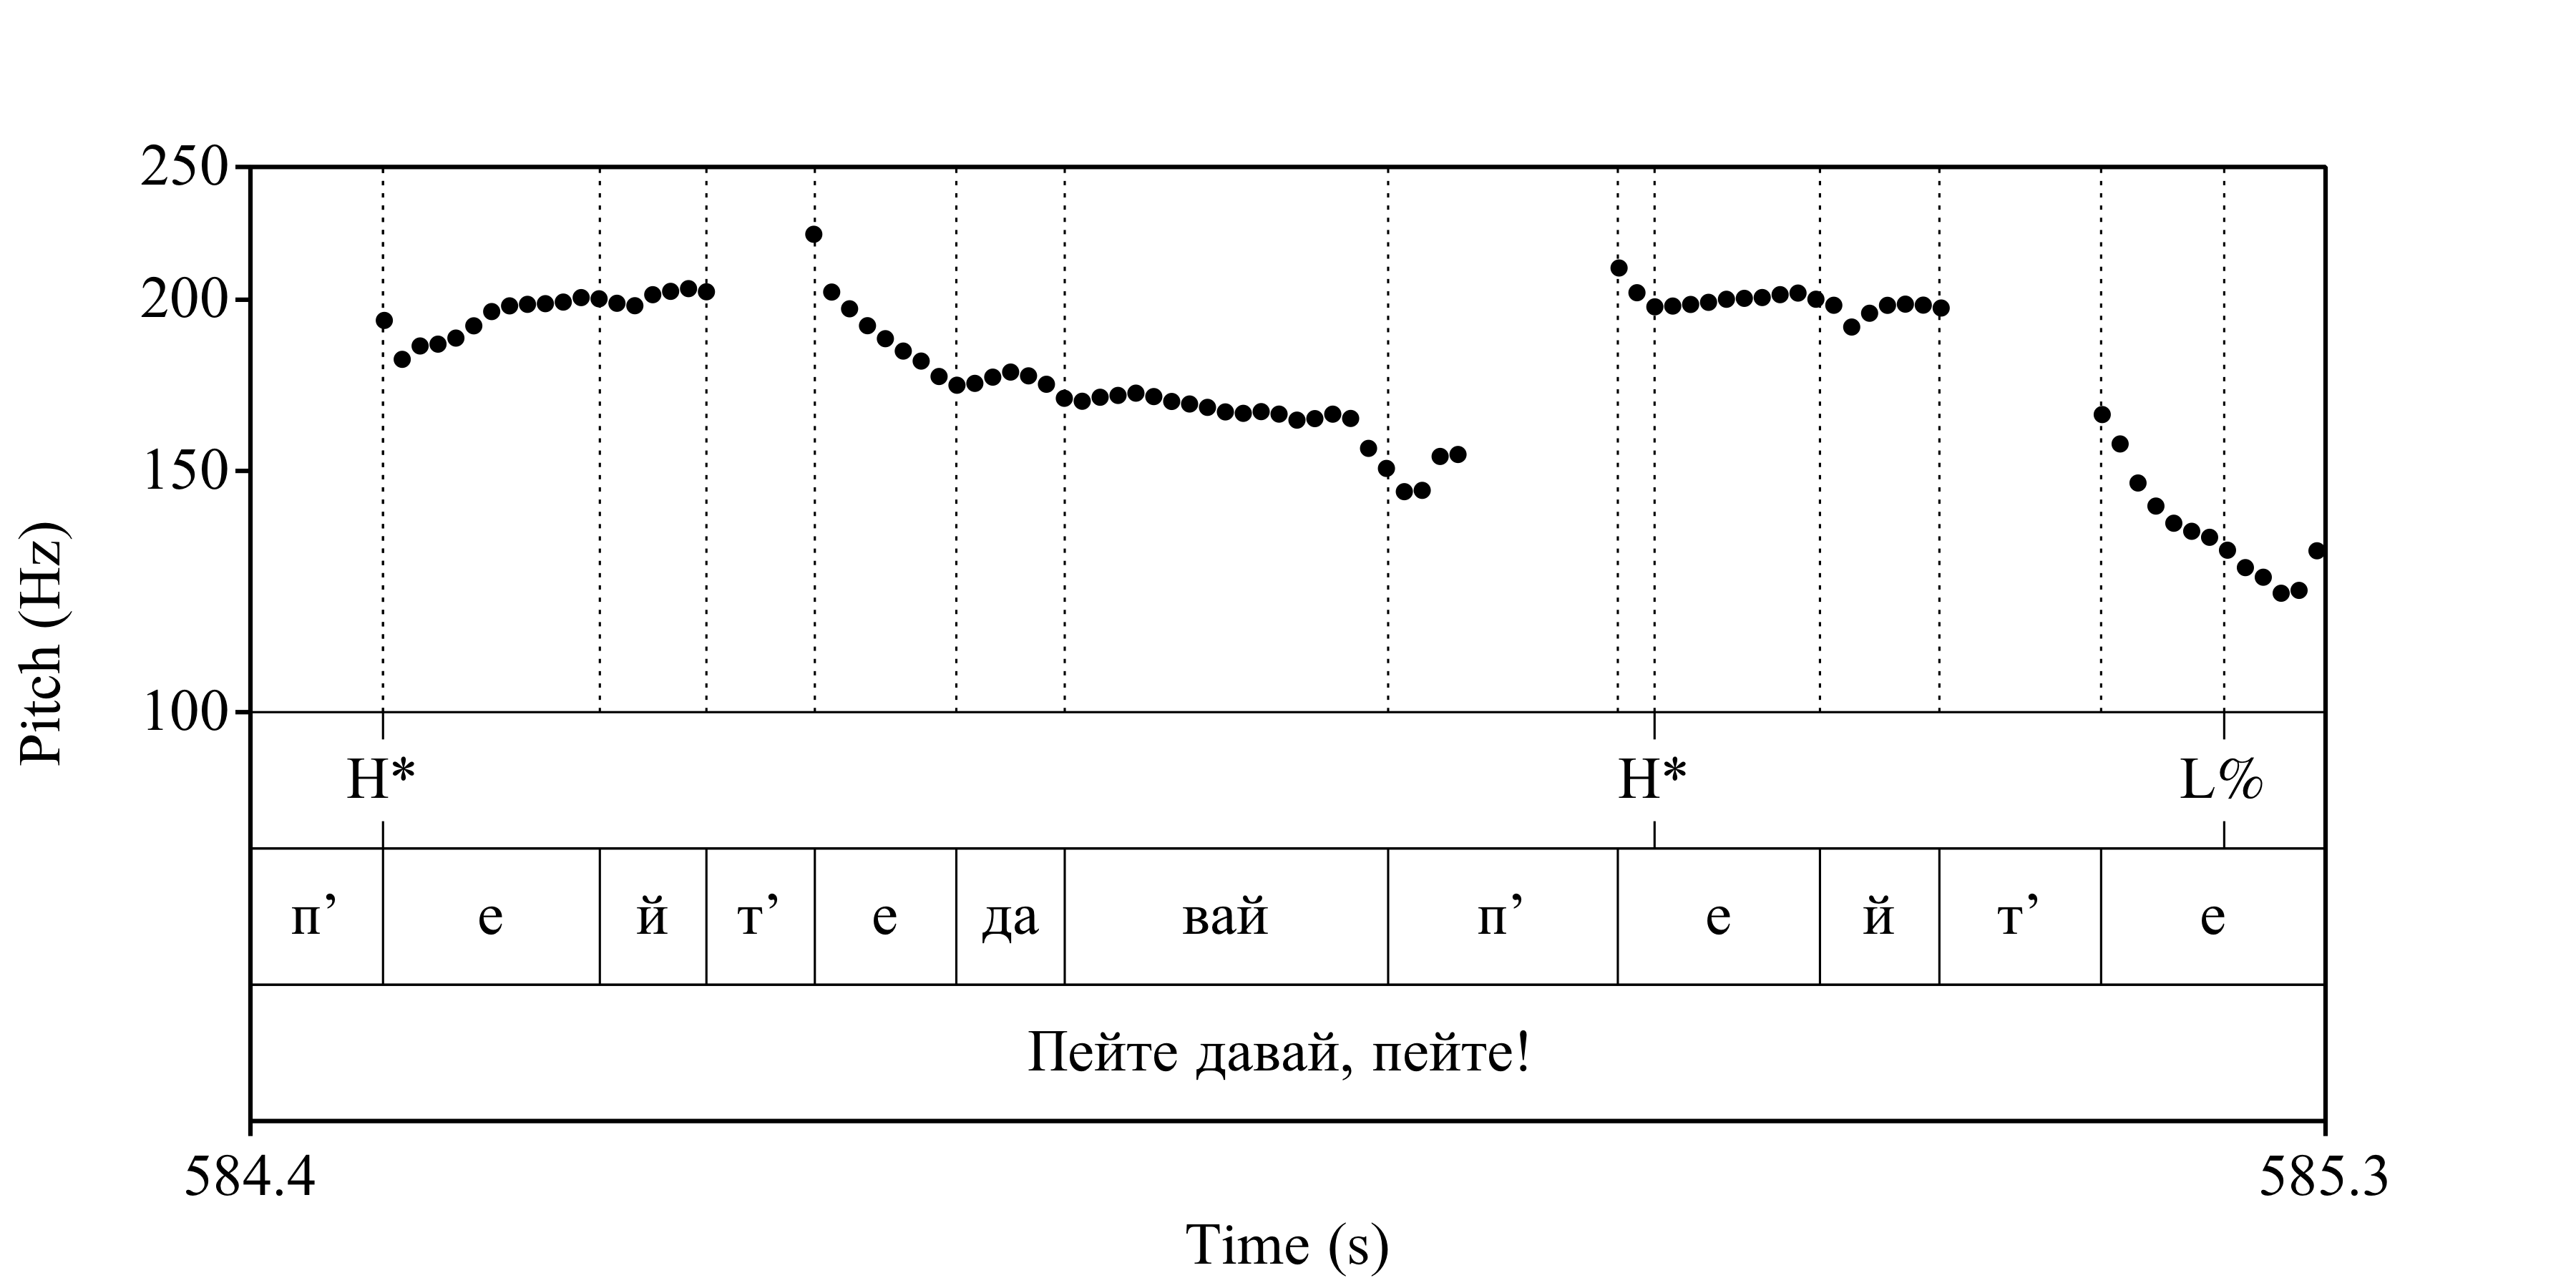 250
200
150
100
Pitch (Hz)
H* H* L%
п’ е й т’ е да вай п’ е й т’ е
Пейте давай, пейте!
584.4 585.3
Time (s)